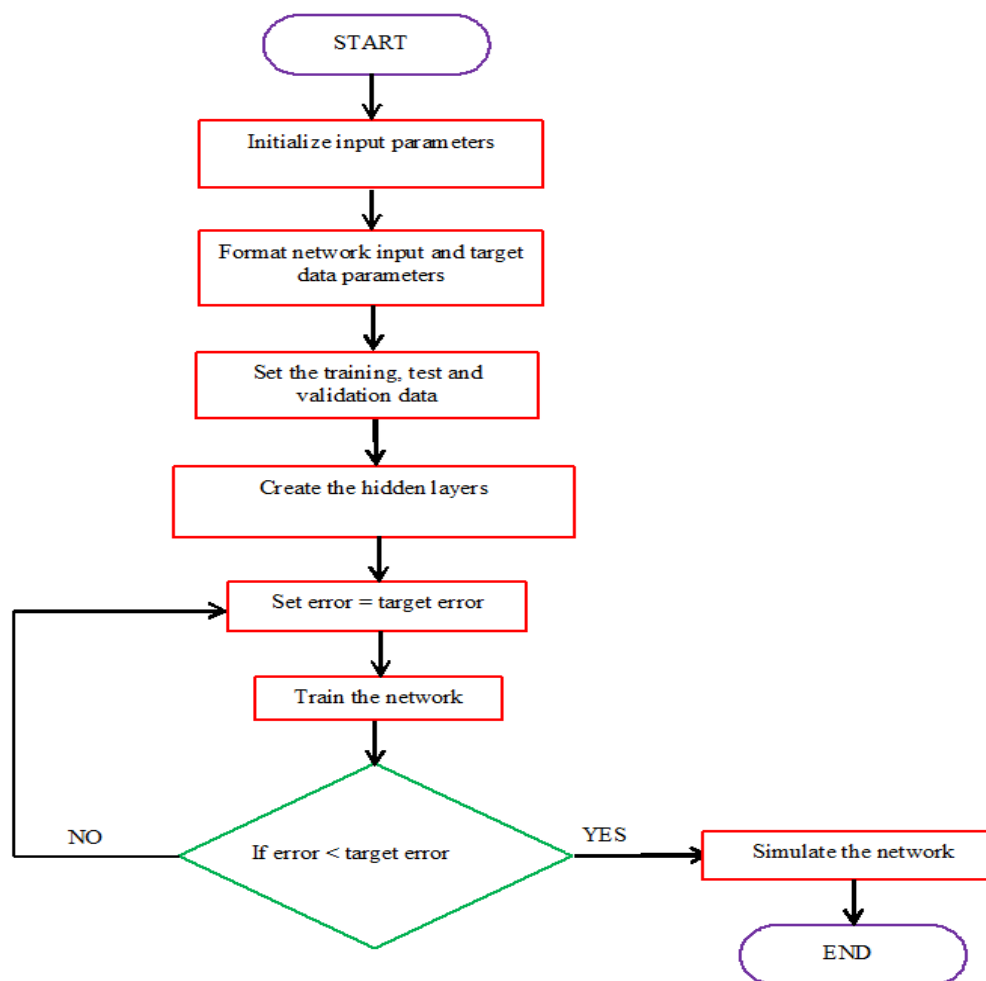 START
Initialize input parameters
Format network input and target
data parameters
Set the training, test and
validation data
Create the hidden layers
Set error = target error
Train the network
NO
If error < target error
YES
Simulate the network
END